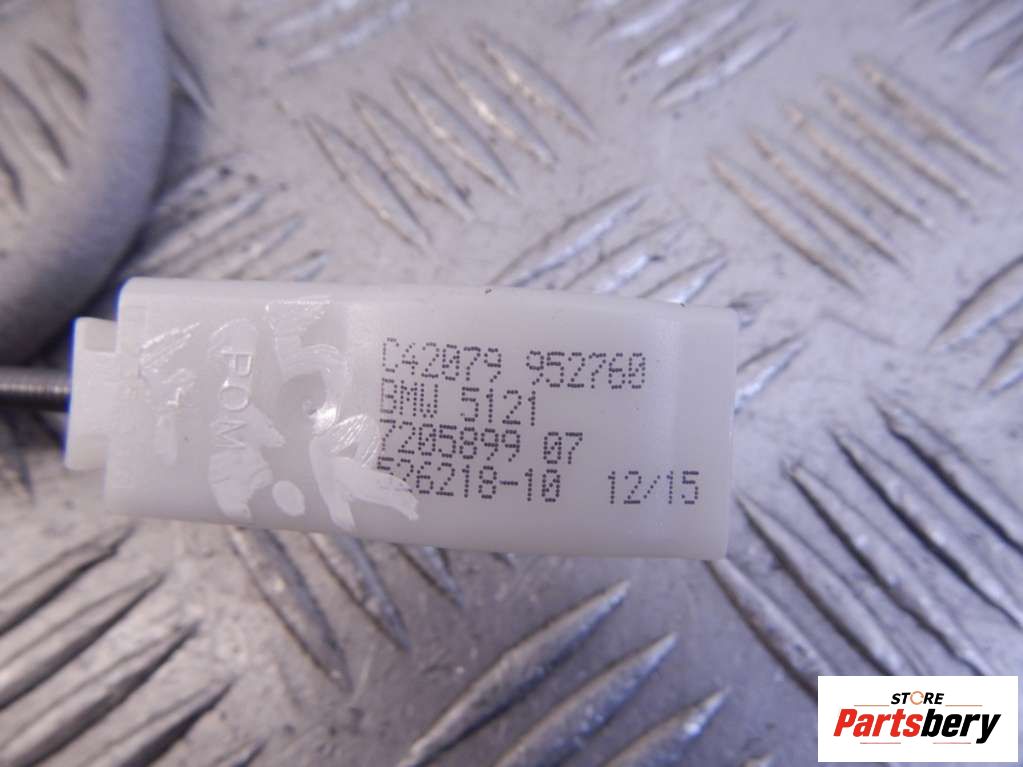 C42079 952760
BMW 5121
7205899 07
526218-10 12/15
POM
STORE
Partsbery